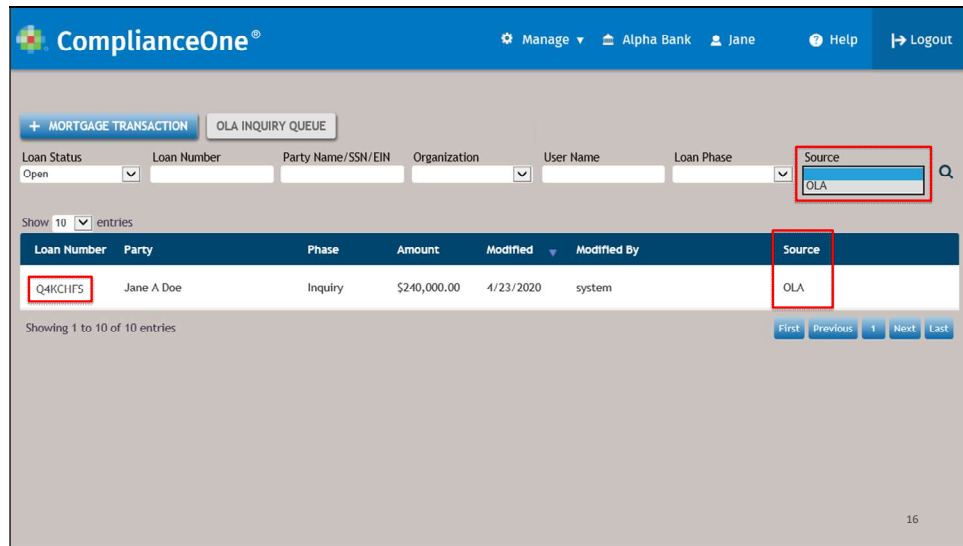 ComplianceOne® Manage ▼ Alpha Bank Jane ? Help Logout
+ MORTGAGE TRANSACTION OLA INQUIRY QUEUE
Loan Status Loan Number Party Name/SSN/EIN Organization User Name Loan Phase Source
Open
OLA
Show 10 entries
Loan Number Party Phase Amount Modified ▼ Modified By Source
Q4KCHFS Jane A Doe Inquiry $240,000.00 4/23/2020 system OLA
Showing 1 to 10 of 10 entries First Previous 1 Next Last
16